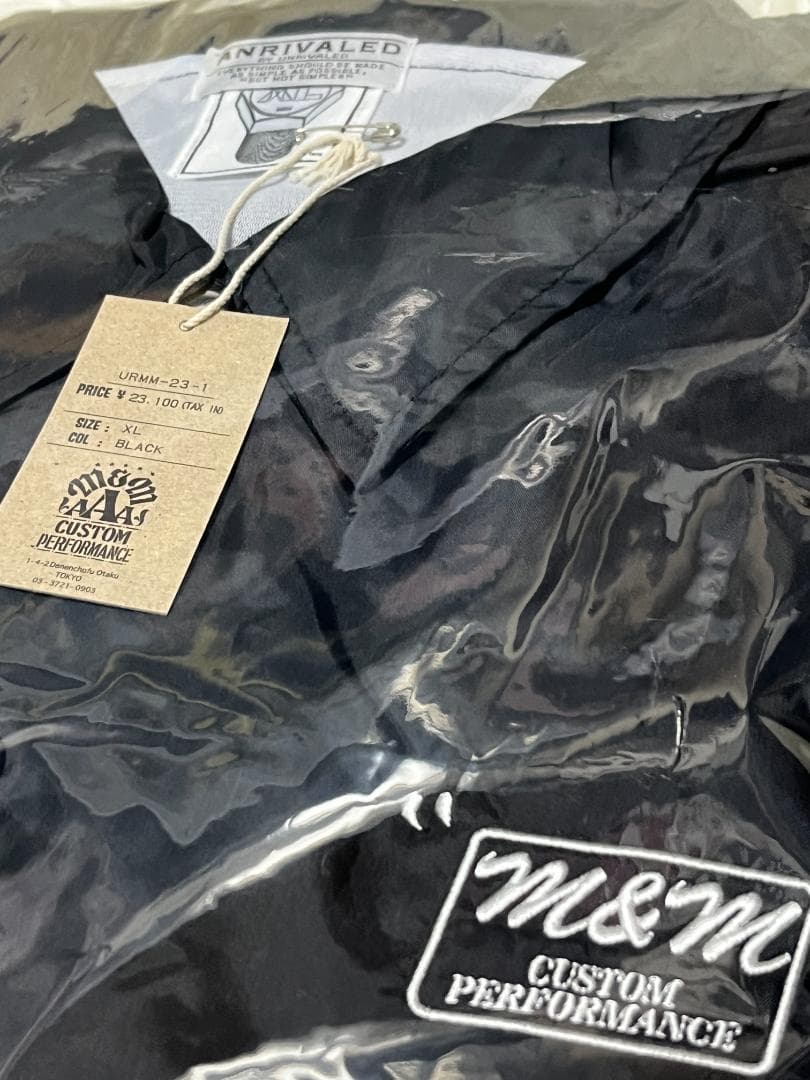 UNRIVALED
BY UNRIVALED
EVERYTHING SHOULD BE MADE
AS SIMPLE AS POSSIBLE,
"BUT NOT SIMPLER."
URMM-23-1
PRICE ¥ 23.100 (TAX IN)
SIZE : XL
COL : BLACK
M&M
CUSTOM
PERFORMANCE
1-4-2 Denenchofu Otaku
TOKYO
03-3721-0903
"
M&M
CUSTOM
PERFORMANCE